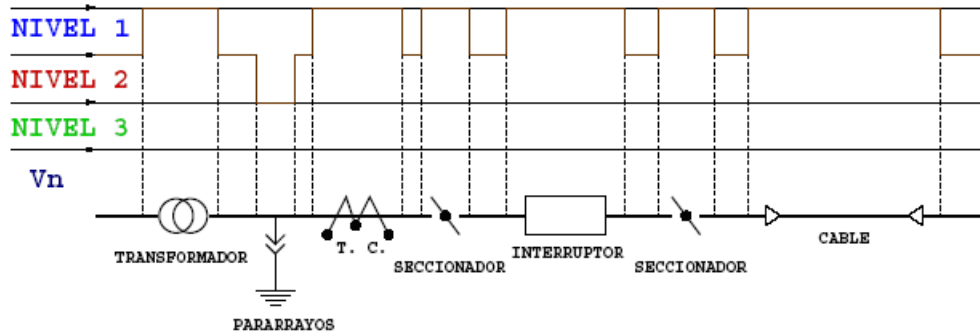 NIVEL 1
NIVEL 2
NIVEL 3
Vn
TRANSFORMADOR
T. C.
SECCIONADOR
INTERRUPTOR
SECCIONADOR
CABLE
PARARRAYOS